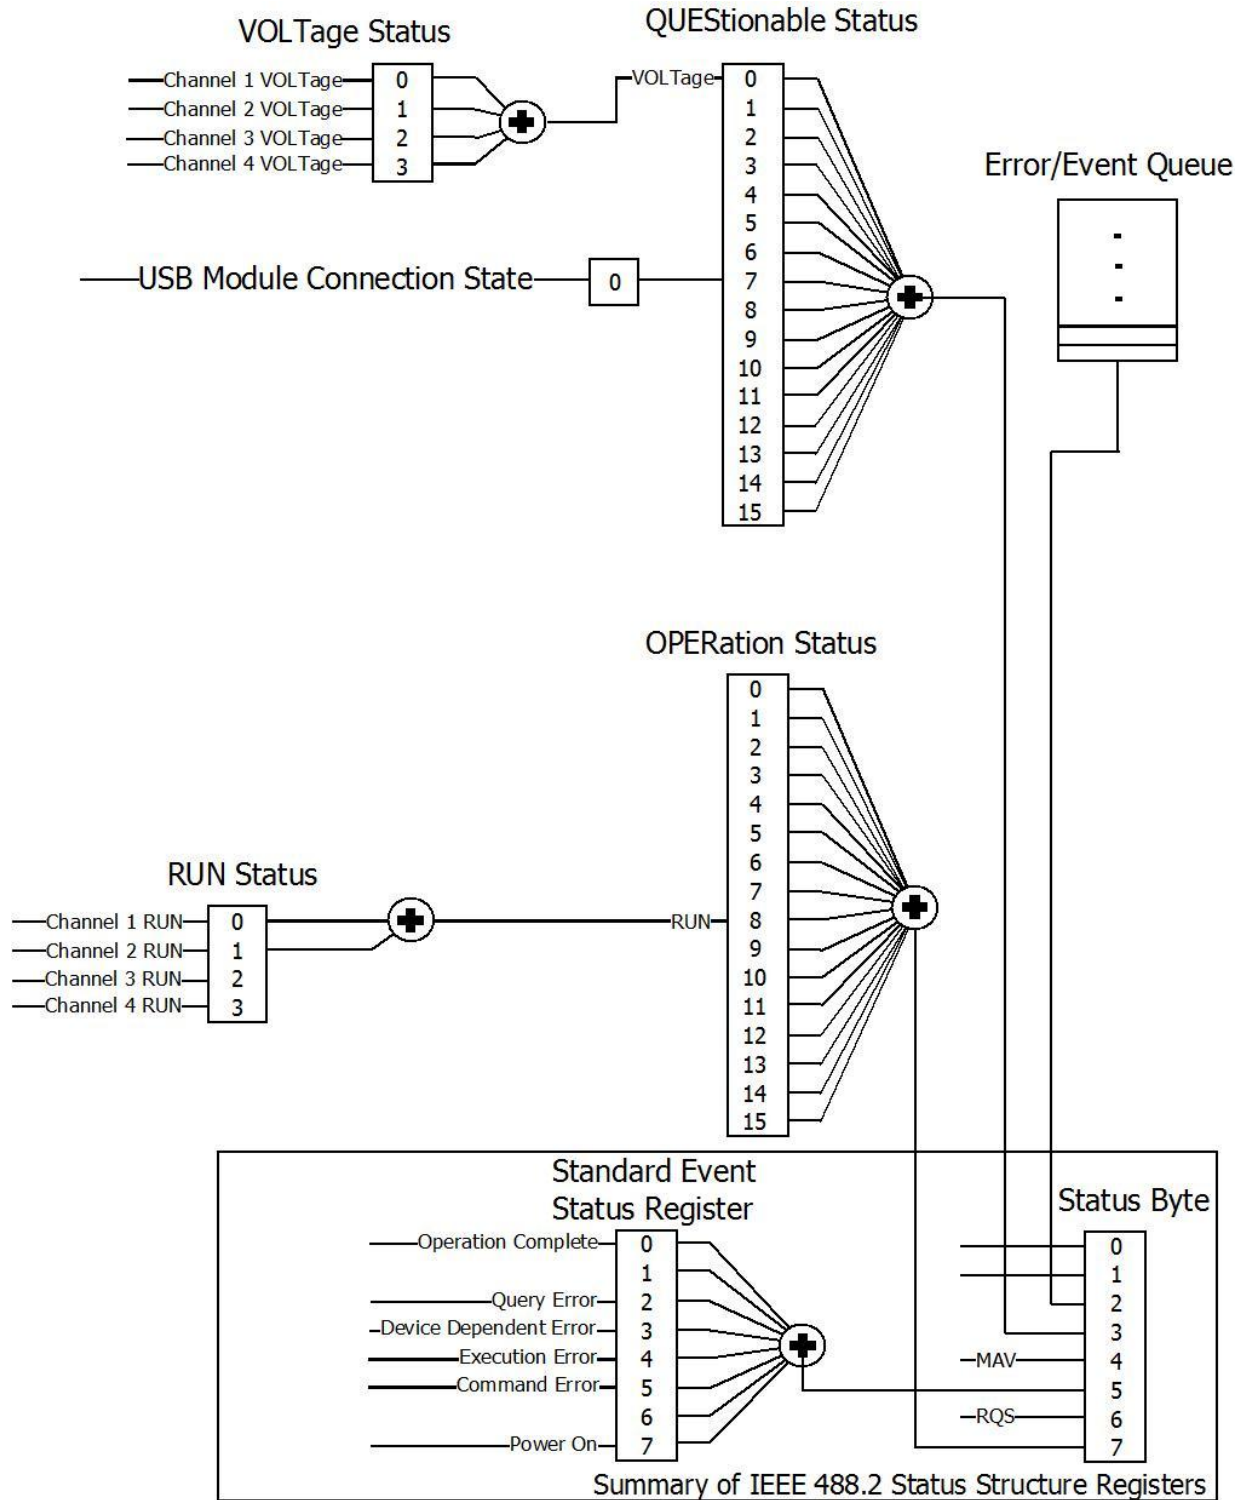 VOLTage Status
Channel 1 VOLTage 0
Channel 2 VOLTage 1
Channel 3 VOLTage 2
Channel 4 VOLTage 3
QUEStionable Status
VOLTage 0
1
2
3
4
5
6
7
8
9
10
11
12
13
14
15
USB Module Connection State 0
Error/Event Queue
OPERation Status
0
1
2
3
4
5
6
7
RUN 8
9
10
11
12
13
14
15
RUN Status
Channel 1 RUN 0
Channel 2 RUN 1
Channel 3 RUN 2
Channel 4 RUN 3
Standard Event
Status Register
Operation Complete 0
1
Query Error 2
Device Dependent Error 3
Execution Error 4
Command Error 5
6
Power On 7
Status Byte
0
1
2
3
MAV 4
5
RQS 6
7
Summary of IEEE 488.2 Status Structure Registers